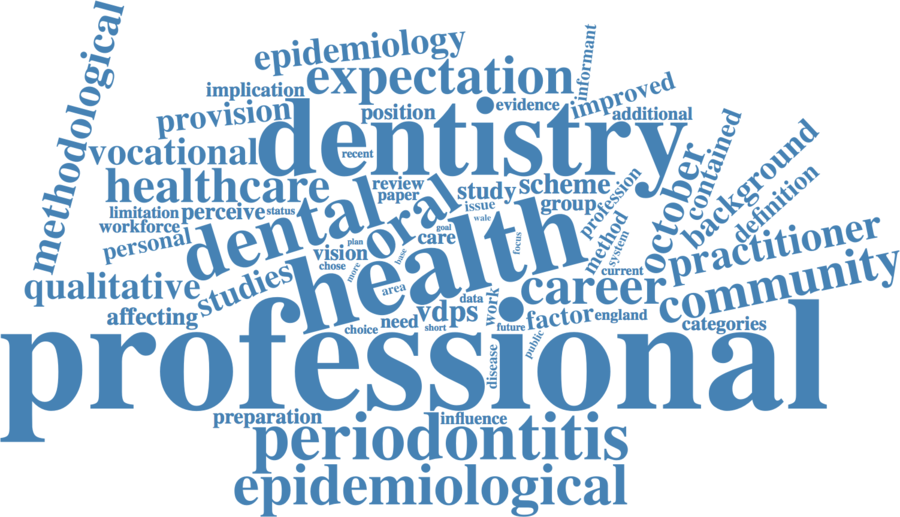 methodological
epidemiology
informant
implication
expectation
evidence
improved
provision
position
additional
dentistry
vocational
recent
contained
healthcare
review
paper
study
scheme
profession
october
background
limitation
perceive
status
dental
oral
issue
group
definition
workforce
wale
personal
goal
care
vision
plan
chose
base
more
focus
method
system
practitioner
qualitative
studies
health
area
current
community
career
data
work
affecting
vdps
need
choice
short
future
factor
england
categories
public
professional
disease
preparation
influence
periodontitis
epidemiological